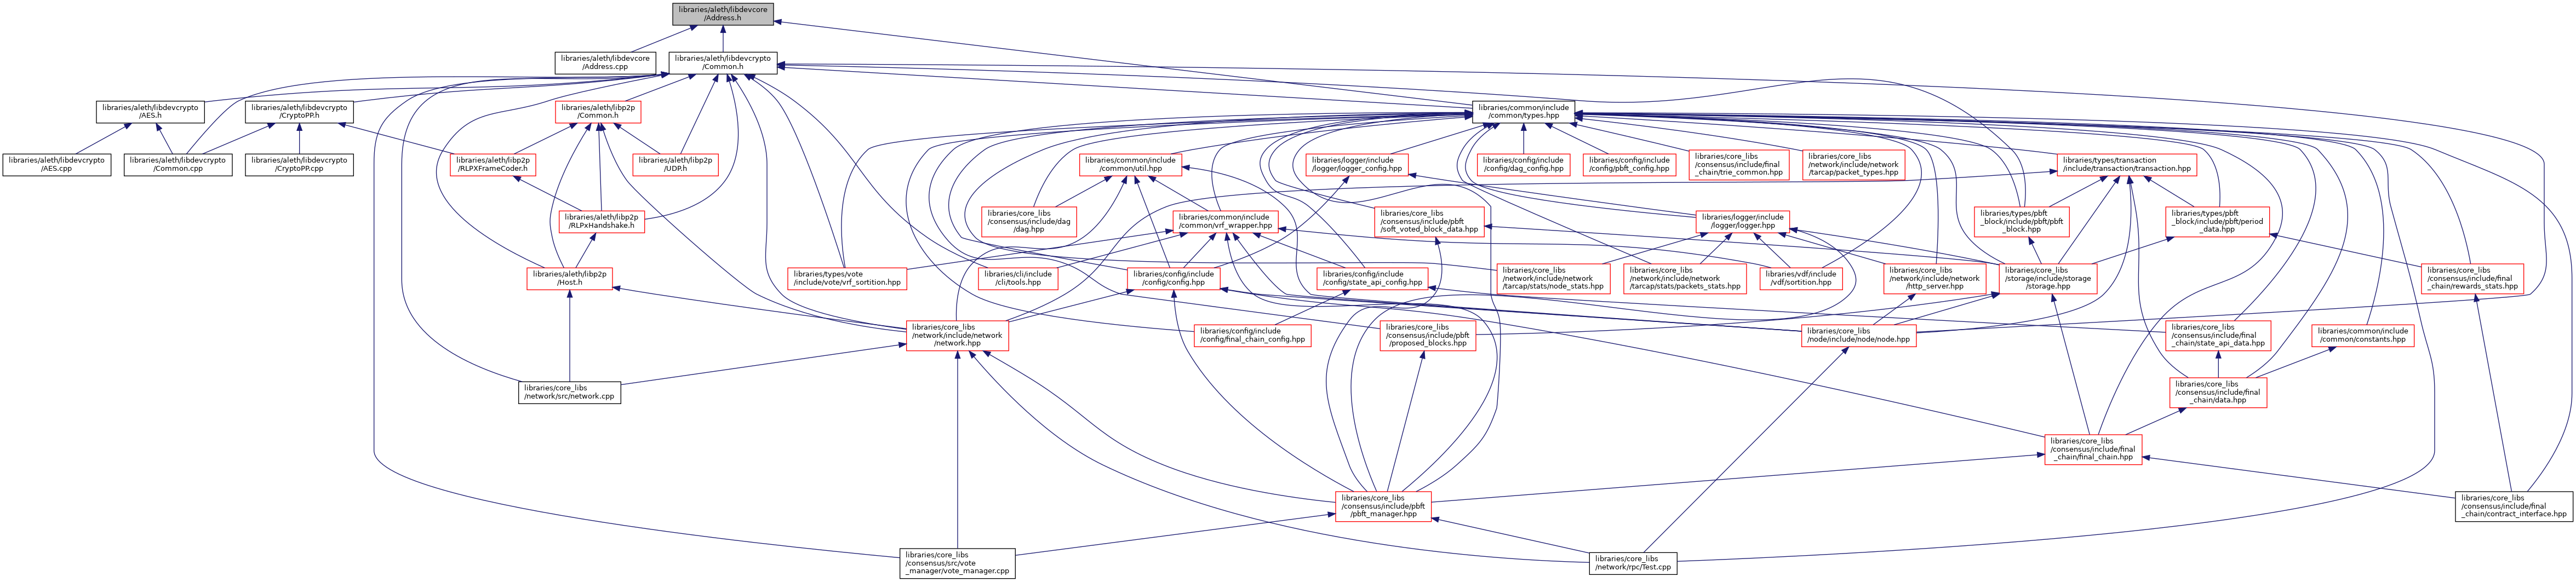 libraries/aleth/libdevcore
/Address.h
libraries/aleth/libdevcore
/Address.cpp
libraries/aleth/libdevcrypto
/Common.h
libraries/aleth/libdevcrypto
/AES.h
libraries/aleth/libdevcrypto
/CryptoPP.h
libraries/aleth/libp2p
/Common.h
libraries/common/include
/common/types.hpp
libraries/aleth/libdevcrypto
/AES.cpp
libraries/aleth/libdevcrypto
/Common.cpp
libraries/aleth/libdevcrypto
/CryptoPP.cpp
libraries/aleth/libp2p
/RLPXFrameCoder.h
libraries/aleth/libp2p
/UDP.h
libraries/common/include
/common/util.hpp
libraries/logger/include
/logger/logger_config.hpp
libraries/config/include
/config/dag_config.hpp
libraries/config/include
/config/pbft_config.hpp
libraries/core_libs
/consensus/include/final
_chain/trie_common.hpp
libraries/core_libs
/network/include/network
/tarcap/packet_types.hpp
libraries/types/transaction
/include/transaction/transaction.hpp
libraries/aleth/libp2p
/RLPxHandshake.h
libraries/core_libs
/consensus/include/dag
/dag.hpp
libraries/common/include
/common/vrf_wrapper.hpp
libraries/core_libs
/consensus/include/pbft
/soft_voted_block_data.hpp
libraries/logger/include
/logger/logger.hpp
libraries/types/pbft
_block/include/pbft/pbft
_block.hpp
libraries/types/pbft
_block/include/pbft/period
_data.hpp
libraries/aleth/libp2p
/Host.h
libraries/types/vote
/include/vote/vrf_sortition.hpp
libraries/cli/include
/cli/tools.hpp
libraries/config/include
/config/config.hpp
libraries/config/include
/config/state_api_config.hpp
libraries/core_libs
/network/include/network
/tarcap/stats/node_stats.hpp
libraries/core_libs
/network/include/network
/tarcap/stats/packets_stats.hpp
libraries/vdf/include
/vdf/sortition.hpp
libraries/core_libs
/network/include/network
/http_server.hpp
libraries/core_libs
/storage/include/storage
/storage.hpp
libraries/core_libs
/consensus/include/final
_chain/rewards_stats.hpp
libraries/core_libs
/network/include/network
/network.hpp
libraries/config/include
/config/final_chain_config.hpp
libraries/core_libs
/consensus/include/pbft
/proposed_blocks.hpp
libraries/core_libs
/node/include/node/node.hpp
libraries/core_libs
/consensus/include/final
_chain/state_api_data.hpp
libraries/common/include
/common/constants.hpp
libraries/core_libs
/network/src/network.cpp
libraries/core_libs
/consensus/include/final
_chain/data.hpp
libraries/core_libs
/consensus/include/final
_chain/final_chain.hpp
libraries/core_libs
/consensus/include/pbft
/pbft_manager.hpp
libraries/core_libs
/consensus/include/final
_chain/contract_interface.hpp
libraries/core_libs
/consensus/src/vote
_manager/vote_manager.cpp
libraries/core_libs
/network/rpc/Test.cpp